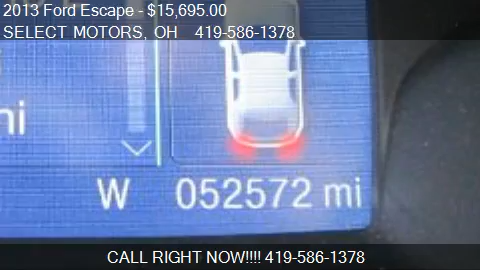 2013 Ford Escape - $15,695.00
SELECT MOTORS, OH 419-586-1378
ni
W 052572 mi
CALL RIGHT NOW!!!! 419-586-1378